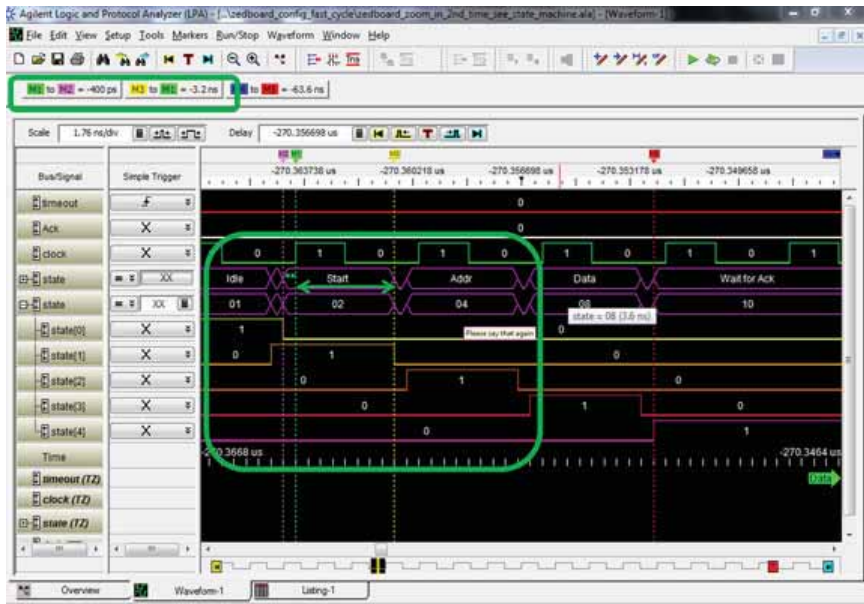 Agilent Logic and Protocol Analyzer (LPA) - [...\zedboard_config_fast_cycle\zedboard_zoom_in_2nd_time_see_state_machine.ala] - [Waveform-1]
File Edit View Setup Tools Markers Run/Stop Waveform Window Help
M1 to M2 = -400 ps M3 to M1 = -3.2 ns to = -63.6 ns
Scale 1.76 ns/div Delay -270.356698 us
Bus/Signal Simple Trigger -270.363738 us -270.360218 us -270.356698 us -270.353178 us -270.349658 us
timeout 0
Ack X 0
clock X 0 1 0 1 0 1 0 1 0 1
state = XX Idle Start Addr Data Wait for Ack
state = XX 01 02 04 08 10
state = 08 (3.6 ns)
state[0] X 1 0
Please say that again
state[1] X 0 1 0
state[2] X 0 1 0
state[3] X 0 1 0
state[4] X 0 1
Time -270.3668 us -270.3464 us
timeout (TZ) Data
clock (TZ)
state (TZ)
Overview Waveform-1 Listing-1